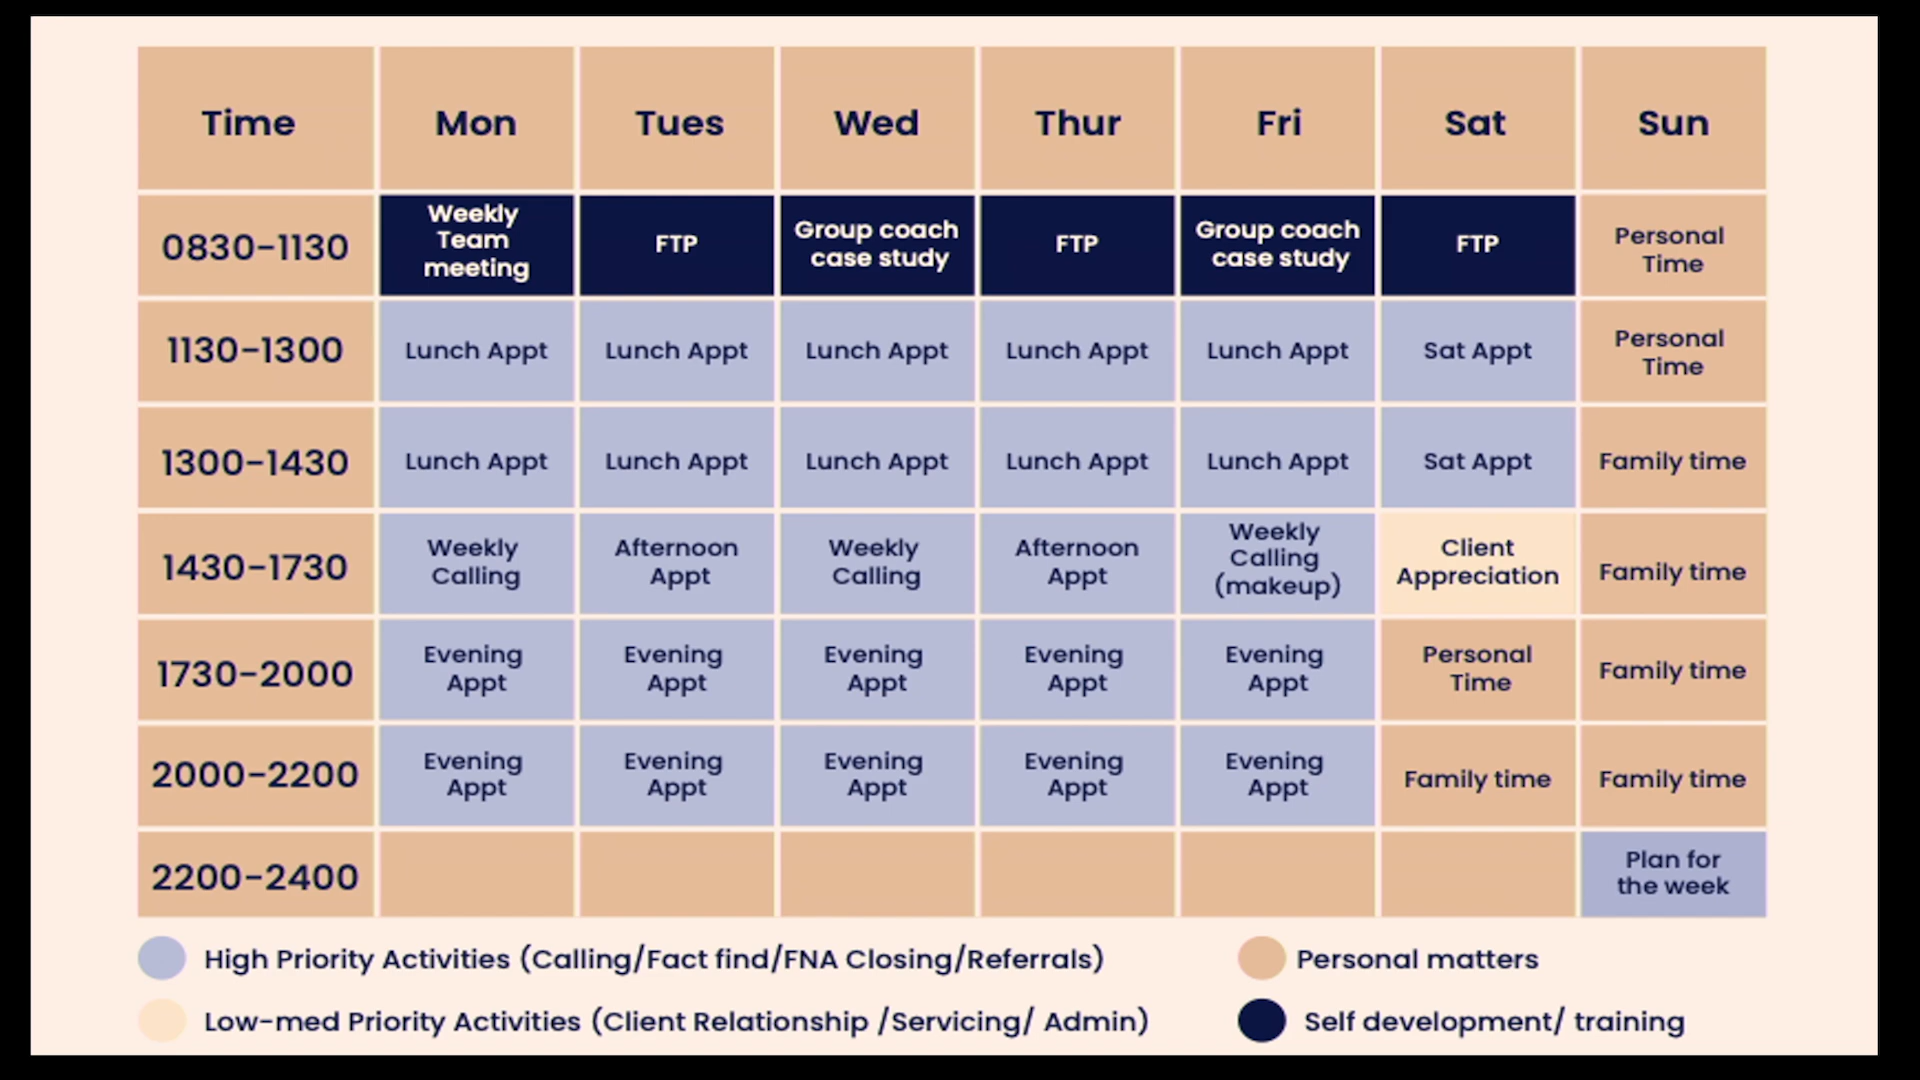 Time Mon Tues Wed Thur Fri Sat Sun
0830-1130
Weekly
Team
meeting
FTP
Group coach
case study
FTP
Group coach
case study
FTP
Personal
Time
1130-1300
Lunch Appt
Lunch Appt
Lunch Appt
Lunch Appt
Lunch Appt
Sat Appt
Personal
Time
1300-1430
Lunch Appt
Lunch Appt
Lunch Appt
Lunch Appt
Lunch Appt
Sat Appt
Family time
1430-1730
Weekly
Calling
Afternoon
Appt
Weekly
Calling
Afternoon
Appt
Weekly
Calling
(makeup)
Client
Appreciation
Family time
1730-2000
Evening
Appt
Evening
Appt
Evening
Appt
Evening
Appt
Evening
Appt
Personal
Time
Family time
2000-2200
Evening
Appt
Evening
Appt
Evening
Appt
Evening
Appt
Evening
Appt
Family time
Family time
2200-2400
Plan for
the week
High Priority Activities (Calling/Fact find/FNA Closing/Referrals)
Personal matters
Low-med Priority Activities (Client Relationship /Servicing/ Admin)
Self development/ training